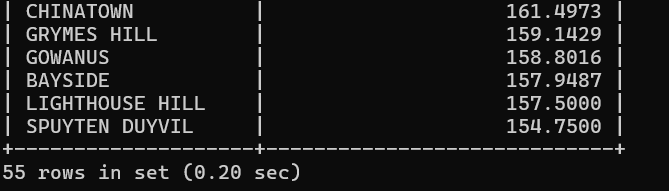 | CHINATOWN          |                   161.4973 |
| GRYMES HILL        |                   159.1429 |
| GOWANUS            |                   158.8016 |
| BAYSIDE            |                   157.9487 |
| LIGHTHOUSE HILL    |                   157.5000 |
| SPUYTEN DUYVIL     |                   154.7500 |
+--------------------+----------------------------+
55 rows in set (0.20 sec)